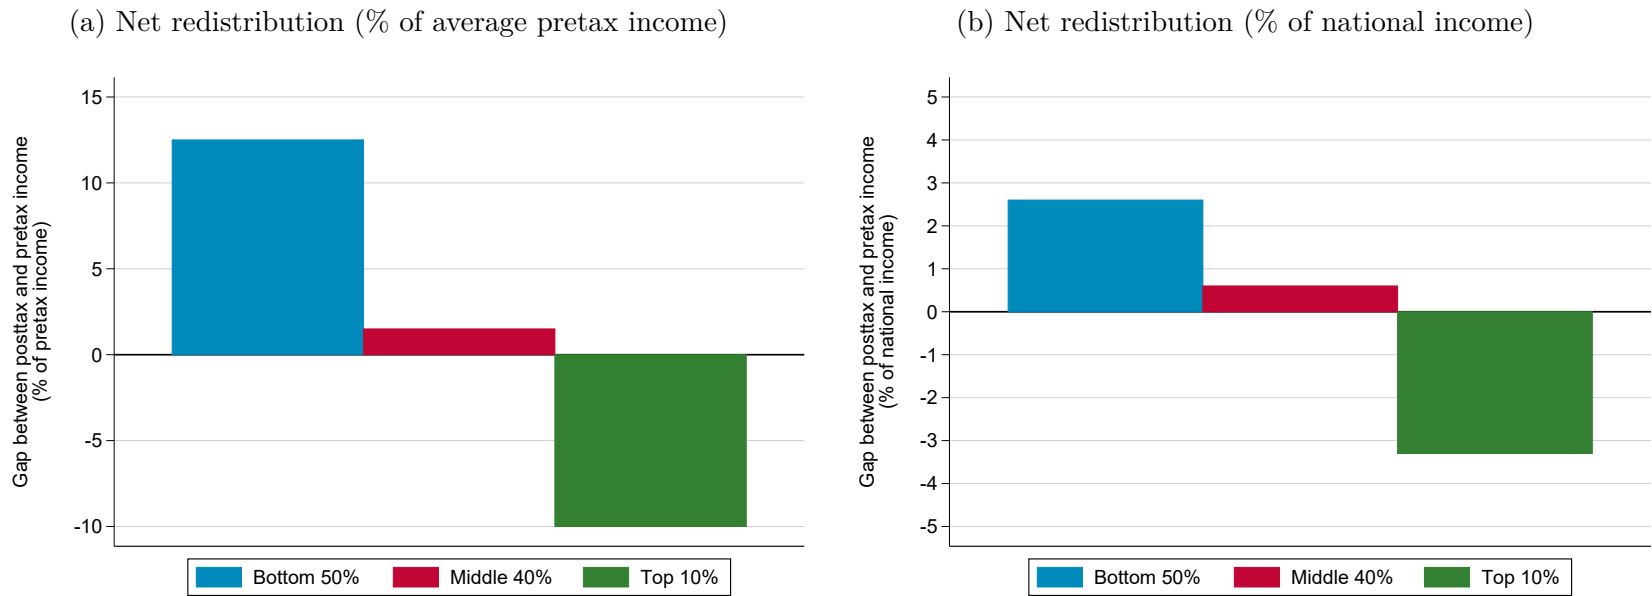 (a) Net redistribution (% of average pretax income)
Gap between posttax and pretax income
(% of pretax income)
15
10
5
0
-5
-10
Bottom 50%
Middle 40%
Top 10%
(b) Net redistribution (% of national income)
Gap between posttax and pretax income
(% of national income)
5
4
3
2
1
0
-1
-2
-3
-4
-5
Bottom 50%
Middle 40%
Top 10%